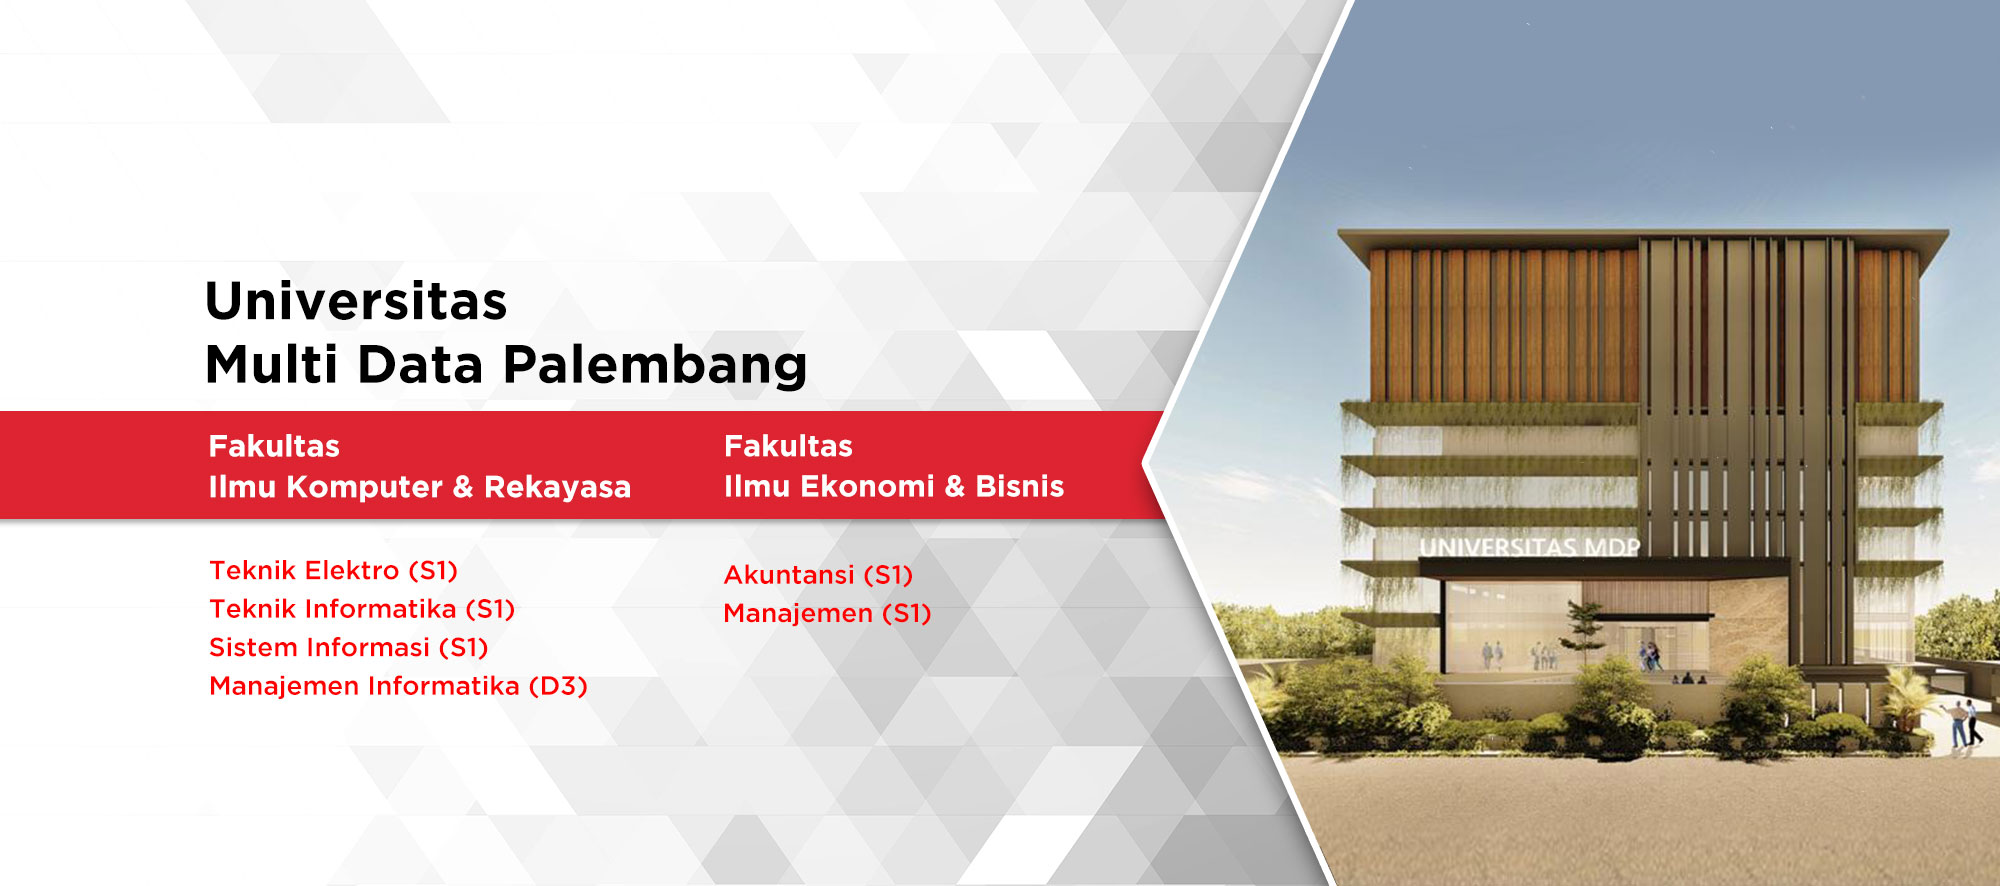 Universitas
Multi Data Palembang
Fakultas
Ilmu Komputer & Rekayasa
Teknik Elektro (S1)
Teknik Informatika (S1)
Sistem Informasi (S1)
Manajemen Informatika (D3)
Fakultas
Ilmu Ekonomi & Bisnis
Akuntansi (S1)
Manajemen (S1)
UNIVERSITAS MDP